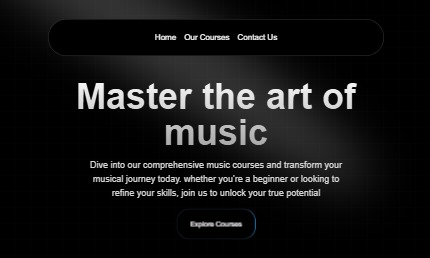 Home Our Courses Contact Us
Master the art of
music
Dive into our comprehensive music courses and transform your
musical journey today. whether you're a beginner or looking to
refine your skills, join us to unlock your true potential
Explore Courses